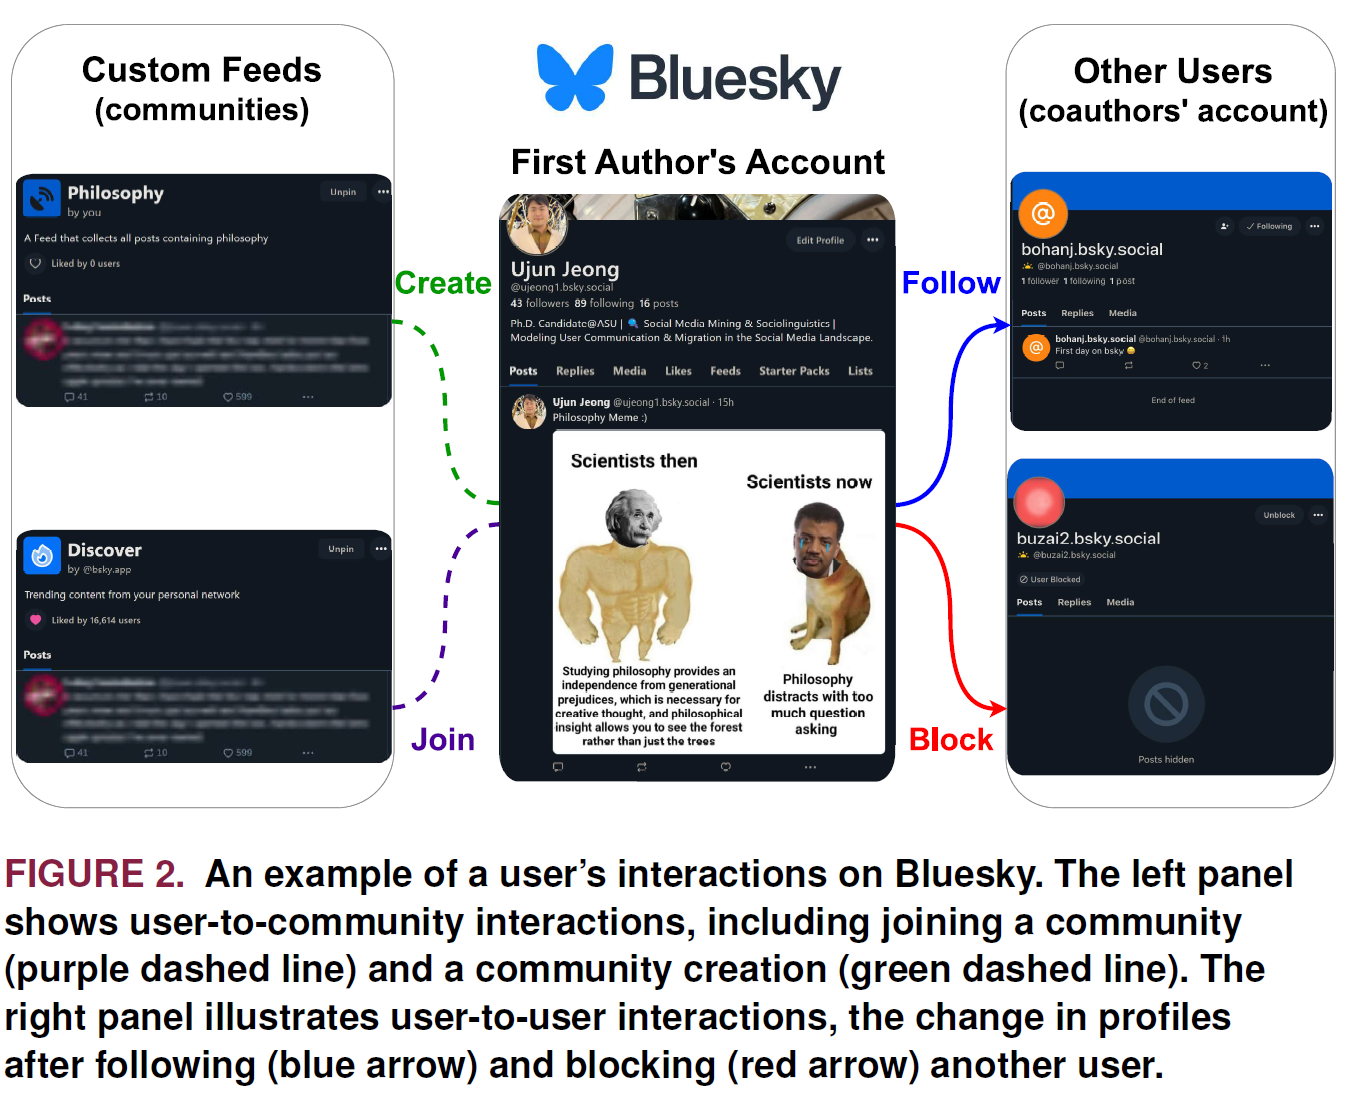 Custom Feeds
(communities)
Philosophy
by you
Unpin
A Feed that collects all posts containing philosophy
Liked by 0 users
Posts
41
10
599
Discover
by @bsky.app
Unpin
Trending content from your personal network
Liked by 16,614 users
Posts
41
10
599
Create
Join
Bluesky
First Author's Account
Edit Profile
Ujun Jeong
@ujeong1.bsky.social
43 followers 89 following 16 posts
Ph.D. Candidate@ASU | Social Media Mining & Sociolinguistics |
Modeling User Communication & Migration in the Social Media Landscape.
Posts Replies Media Likes Feeds Starter Packs Lists
Ujun Jeong @ujeong1.bsky.social · 15h
Philosophy Meme :)
Scientists then
Scientists now
Studying philosophy provides an
independence from generational
prejudices, which is necessary for
creative thought, and philosophical
insight allows you to see the forest
rather than just the trees
Philosophy
distracts with too
much question
asking
Follow
Block
Other Users
(coauthors' account)
Following
bohanj.bsky.social
@bohanj.bsky.social
1 follower 1 following 1 post
Posts Replies Media
bohanj.bsky.social @bohanj.bsky.social · 1h
First day on bsky
2
End of feed
Unblock
buzai2.bsky.social
@buzai2.bsky.social
User Blocked
Posts Replies Media
Posts hidden
FIGURE 2. An example of a user’s interactions on Bluesky. The left panel
shows user-to-community interactions, including joining a community
(purple dashed line) and a community creation (green dashed line). The
right panel illustrates user-to-user interactions, the change in profiles
after following (blue arrow) and blocking (red arrow) another user.